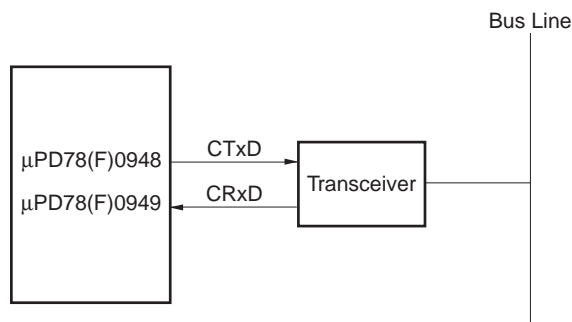 Bus Line
μPD78(F)0948
CTxD
Transceiver
μPD78(F)0949
CRxD